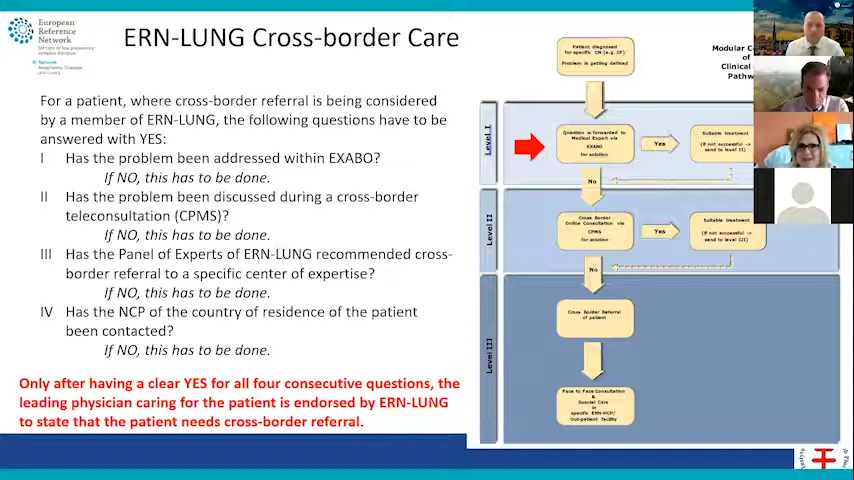 European
Reference
Network
for rare or low prevalence
complex diseases
Network
Respiratory Diseases
(ERN-LUNG)
ERN-LUNG Cross-border Care
For a patient, where cross-border referral is being considered
by a member of ERN-LUNG, the following questions have to be
answered with YES:
I Has the problem been addressed within EXABO?
If NO, this has to be done.
II Has the problem been discussed during a cross-border
teleconsultation (CPMS)?
If NO, this has to be done.
III Has the Panel of Experts of ERN-LUNG recommended cross-
border referral to a specific center of expertise?
If NO, this has to be done.
IV Has the NCP of the country of residence of the patient
been contacted?
If NO, this has to be done.
Only after having a clear YES for all four consecutive questions, the
leading physician caring for the patient is endorsed by ERN-LUNG
to state that the patient needs cross-border referral.
Patient diagnosed
for specific CN (e.g. CF)
Problem is getting defined
Modular C
of
Clinical
Pathw
Level I
Question is forwarded to
Medical Expert via
EXABO
for solution
Yes
Suitable treatment
(if not successful ->
send to level II)
No
Level II
Cross Border
Online Consultation via
CPMS
for solution
Yes
Suitable treatment
(if not successful ->
send to level III)
No
Level III
Cross Border Referral
of patient
Face to Face Consultation
&
Special Care
in
specific ERN-HCP/
Out-patient facility